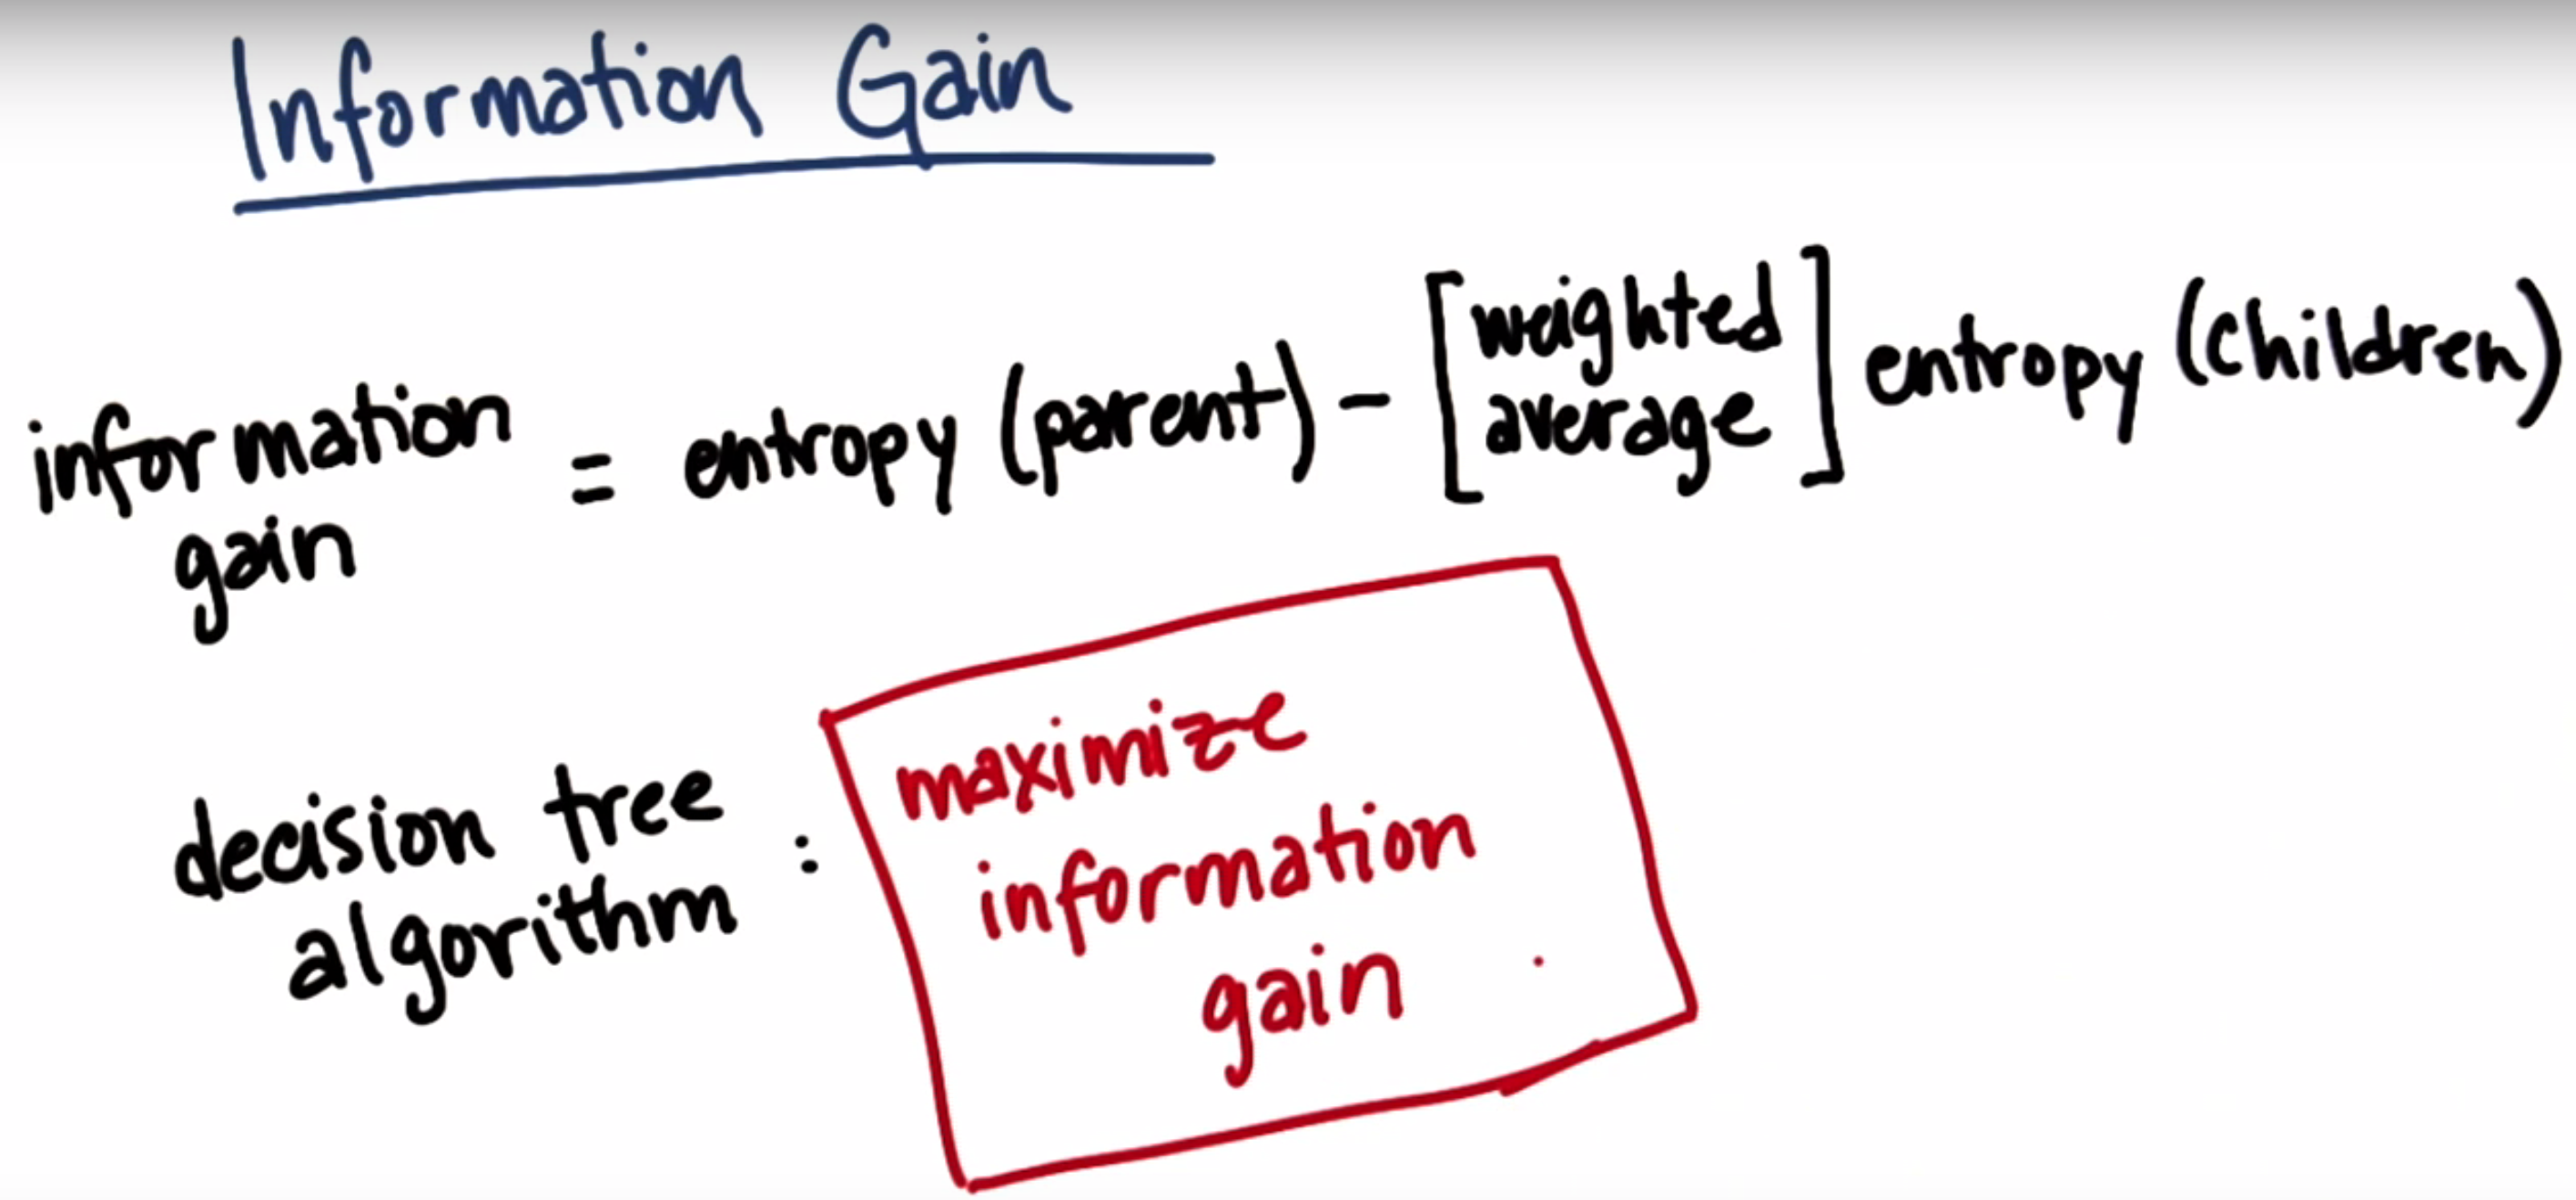 Information Gain
information gain = entropy (parent) - [weighted average] entropy (children)
decision tree algorithm :
maximize
information
gain